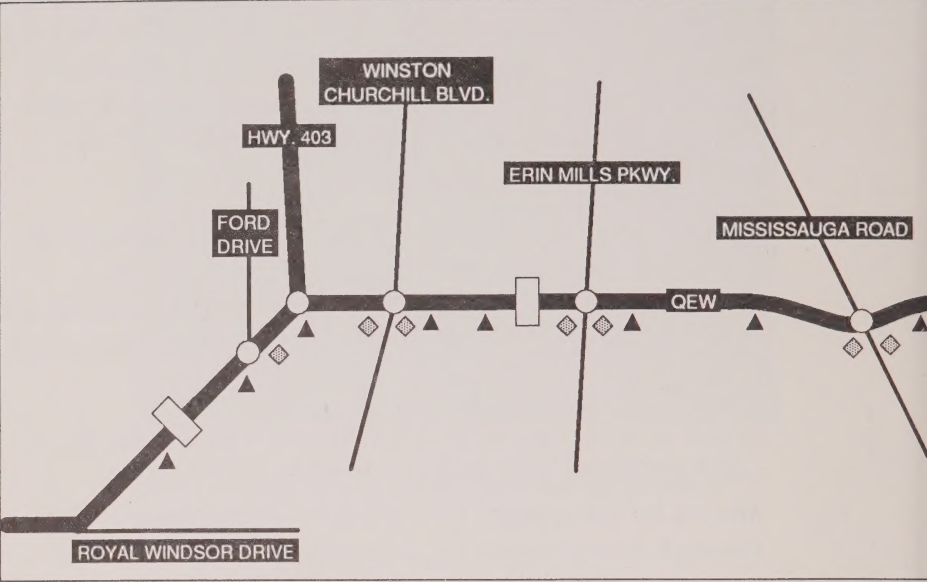 WINSTON
CHURCHILL BLVD.
HWY. 403
ERIN MILLS PKWY.
FORD
DRIVE
MISSISSAUGA ROAD
QEW
ROYAL WINDSOR DRIVE